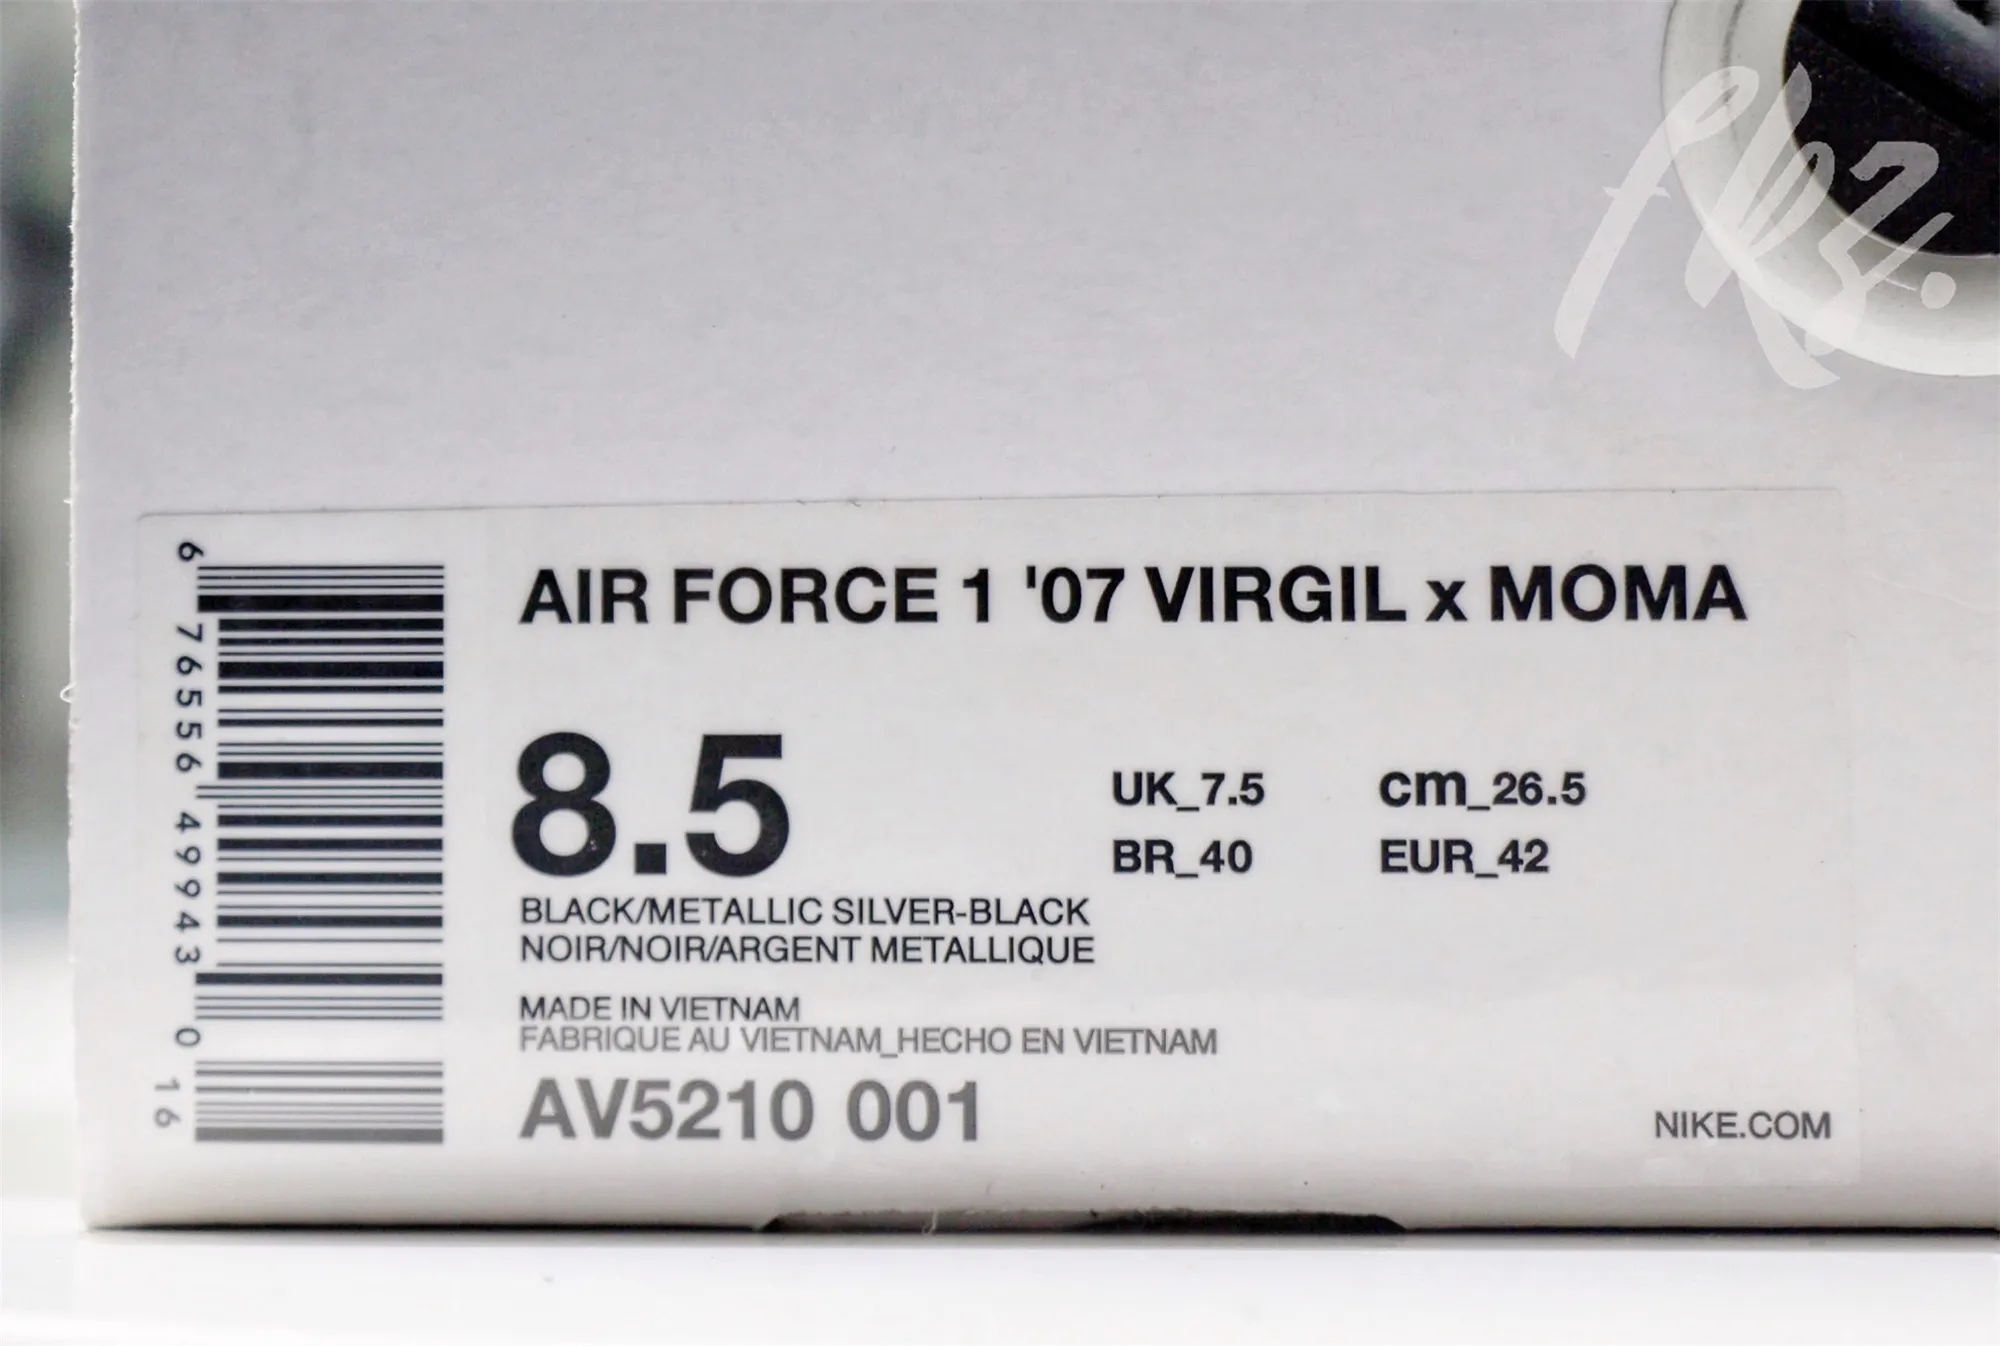 AIR FORCE 1 '07 VIRGIL x MOMA
8.5
UK_7.5 cm_26.5
BR_40 EUR_42
BLACK/METALLIC SILVER-BLACK
NOIR/NOIR/ARGENT METALLIQUE
MADE IN VIETNAM
FABRIQUE AU VIETNAM_HECHO EN VIETNAM
AV5210 001
NIKE.COM
6 76556 49943 0
16